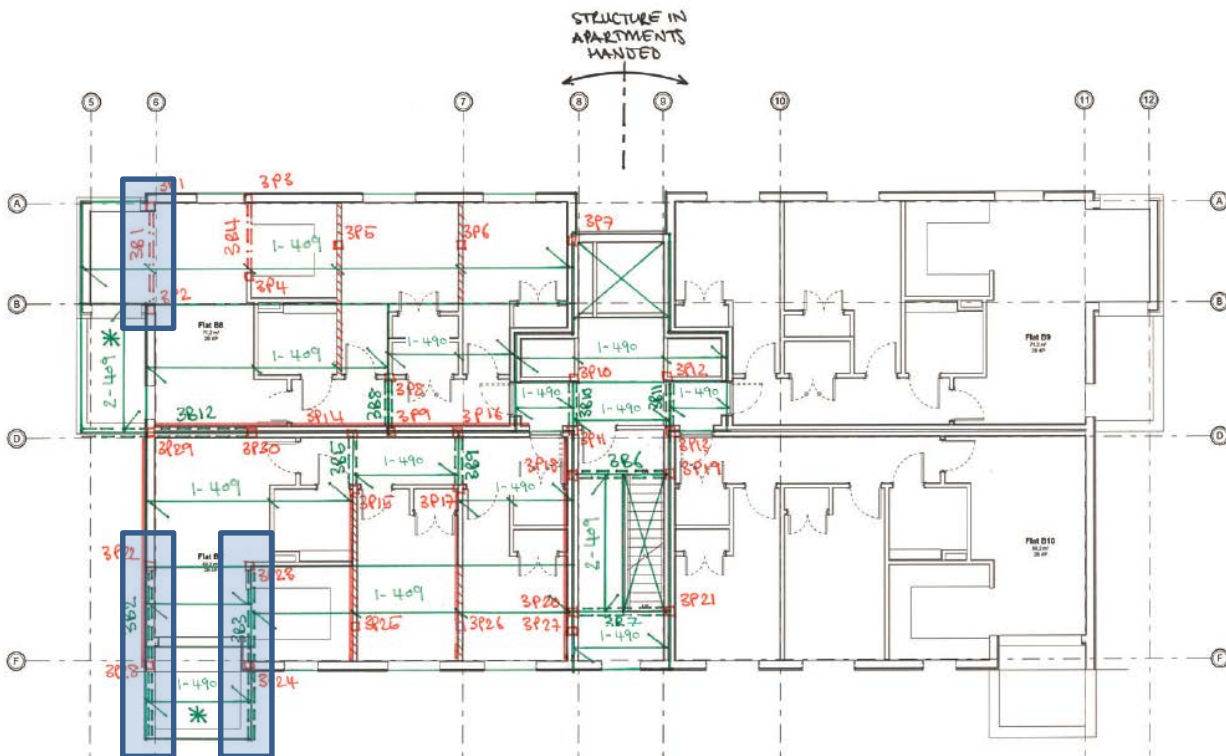 STRUCTURE IN
APARTMENTS
HANDED
5
6
7
8
9
10
11
12
A
A
3P1
3P3
3B1
3B4
1-409
3P5
3P6
3P7
3P4
3P2
B
B
Flat B8
Flat B9
2-409
1-409
1-490
1-490
3P10
3P12
3B8
3P8
1-490
3B10
1-490
3B11
1-490
3B12
3P14
3P9
3P16
D
D
3P29
3P30
3B5
1-490
3B9
3P18
3P11
3P13
3B6
3P19
1-409
3P15
3P17
1-490
3P22
Flat B
3P28
2-409
Flat B10
3B2
3B3
1-409
3P20
3P21
3P25
3P26
3P27
3B7
1-490
F
F
3P24
1-490